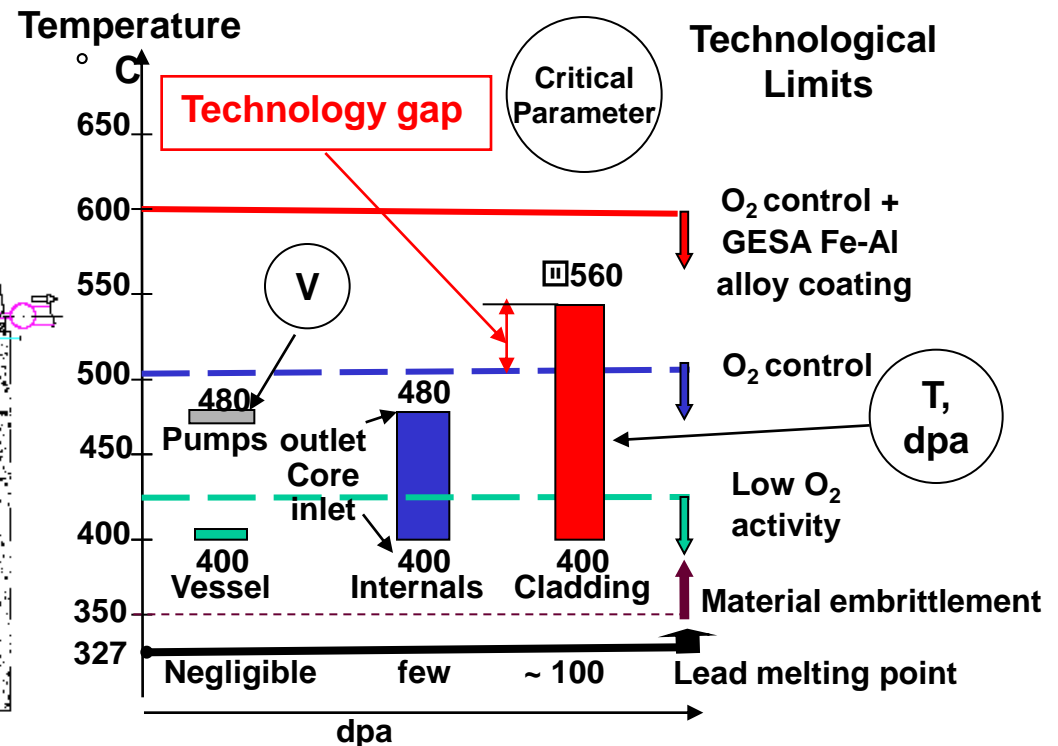 Temperature
° C
Technological
Limits
Critical
Parameter
Technology gap
650
600
O₂ control +
GESA Fe-Al
alloy coating
550
560
V
500
O₂ control
480
480
T,
dpa
Pumps
outlet
Core
inlet
450
Low O₂
activity
400
400
400
400
Vessel
Internals
Cladding
350
Material embrittlement
327
Negligible
few
~ 100
Lead melting point
dpa